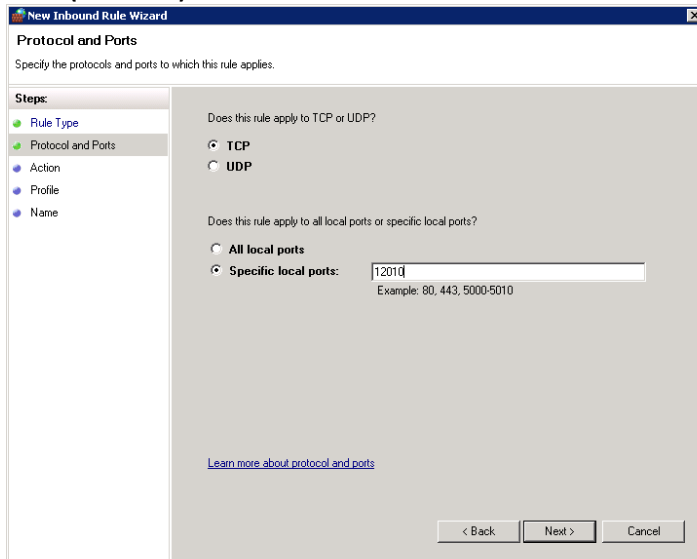 New Inbound Rule Wizard
Protocol and Ports
Specify the protocols and ports to which this rule applies.
Steps:
Rule Type
Protocol and Ports
Action
Profile
Name
Does this rule apply to TCP or UDP?
TCP
UDP
Does this rule apply to all local ports or specific local ports?
All local ports
Specific local ports: 12010
Example: 80, 443, 5000-5010
Learn more about protocol and ports
< Back Next > Cancel